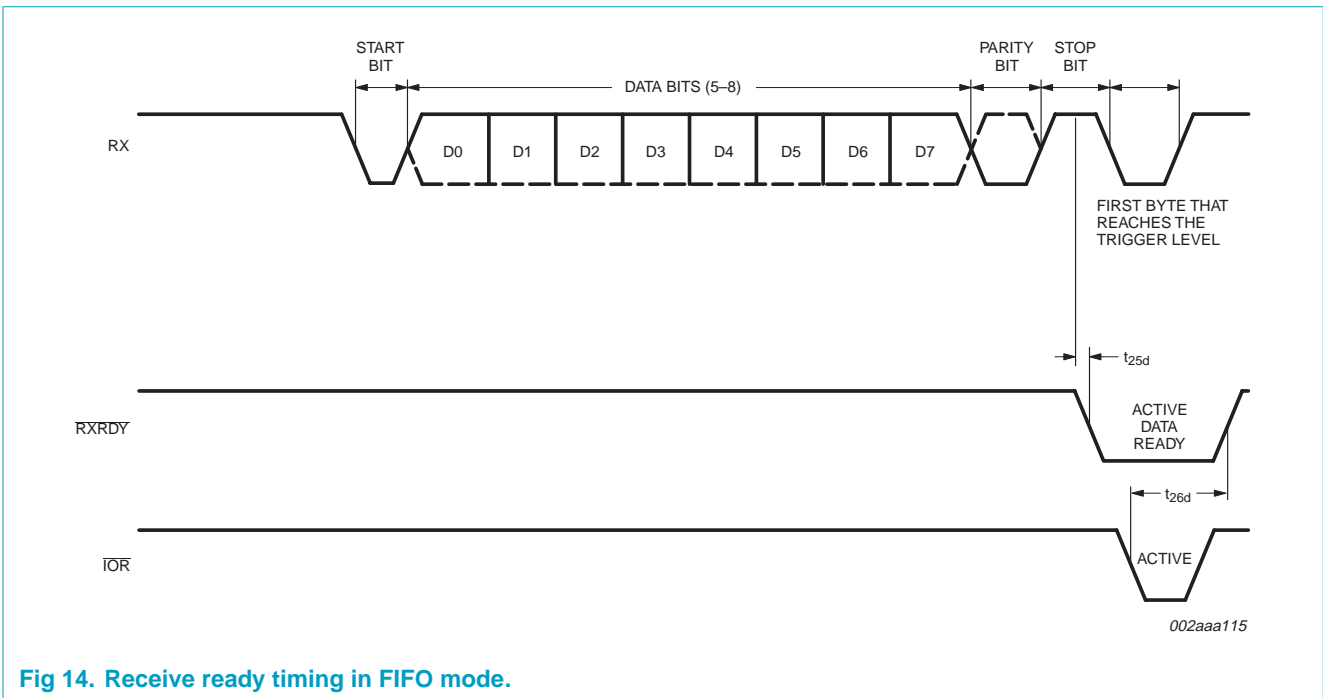 START
BIT
DATA BITS (5–8)
PARITY
BIT
STOP
BIT
RX
D0
D1
D2
D3
D4
D5
D6
D7
FIRST BYTE THAT
REACHES THE
TRIGGER LEVEL
t25d
RXRDY
ACTIVE
DATA
READY
t26d
IOR
ACTIVE
002aaa115
Fig 14. Receive ready timing in FIFO mode.